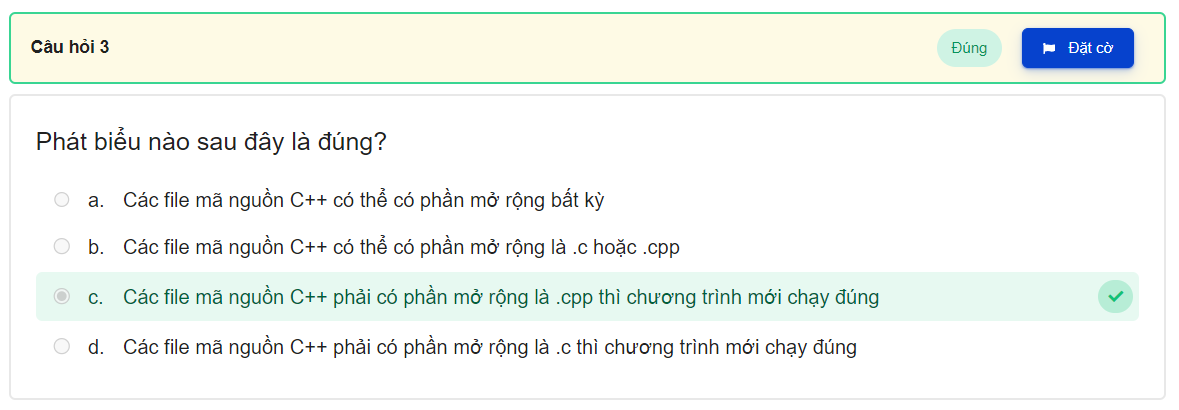 Câu hỏi 3
Đúng
Đặt cờ
Phát biểu nào sau đây là đúng?
a. Các file mã nguồn C++ có thể có phần mở rộng bất kỳ
b. Các file mã nguồn C++ có thể có phần mở rộng là .c hoặc .cpp
c. Các file mã nguồn C++ phải có phần mở rộng là .cpp thì chương trình mới chạy đúng
d. Các file mã nguồn C++ phải có phần mở rộng là .c thì chương trình mới chạy đúng